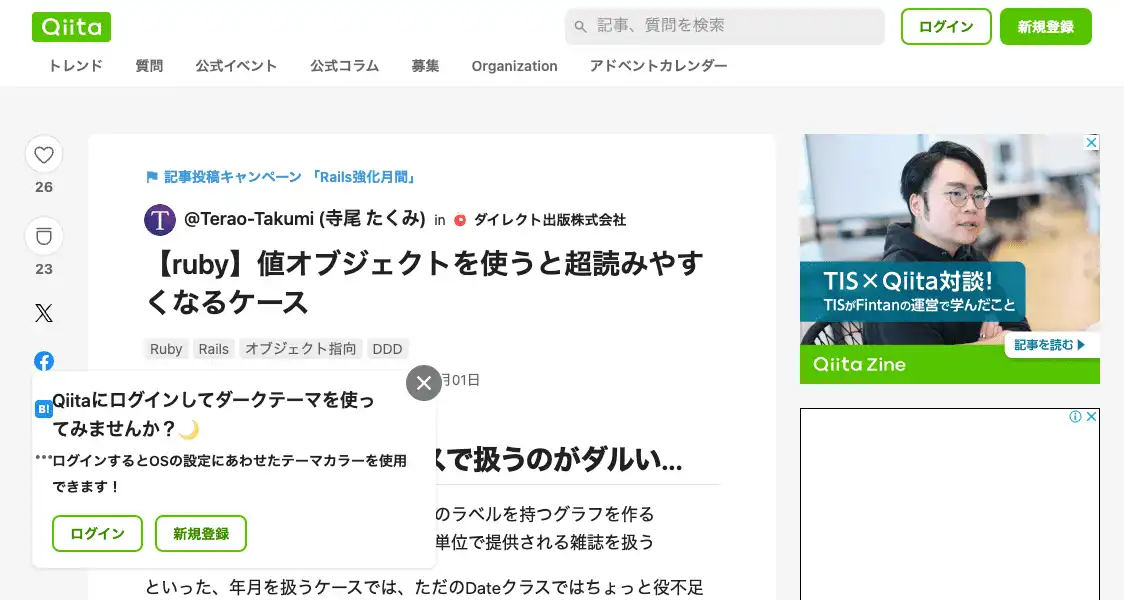 Qiita
記事、質問を検索
ログイン
新規登録
トレンド
質問
公式イベント
公式コラム
募集
Organization
アドベントカレンダー
26
23
記事投稿キャンペーン 「Rails強化月間」
T
@Terao-Takumi (寺尾 たくみ) in ダイレクト出版株式会社
【ruby】値オブジェクトを使うと超読みやす
くなるケース
Ruby
Rails
オブジェクト指向
DDD
月01日
スで扱うのがダルい...
のラベルを持つグラフを作る
単位で提供される雑誌を扱う
といった、年月を扱うケースでは、ただのDateクラスではちょっと役不足
B!
Qiitaにログインしてダークテーマを使っ
てみませんか？🌙
ログインするとOSの設定にあわせたテーマカラーを使用
できます！
ログイン
新規登録
TIS×Qiita対談!
TISがFintanの運営で学んだこと
記事を読む
Qiita Zine